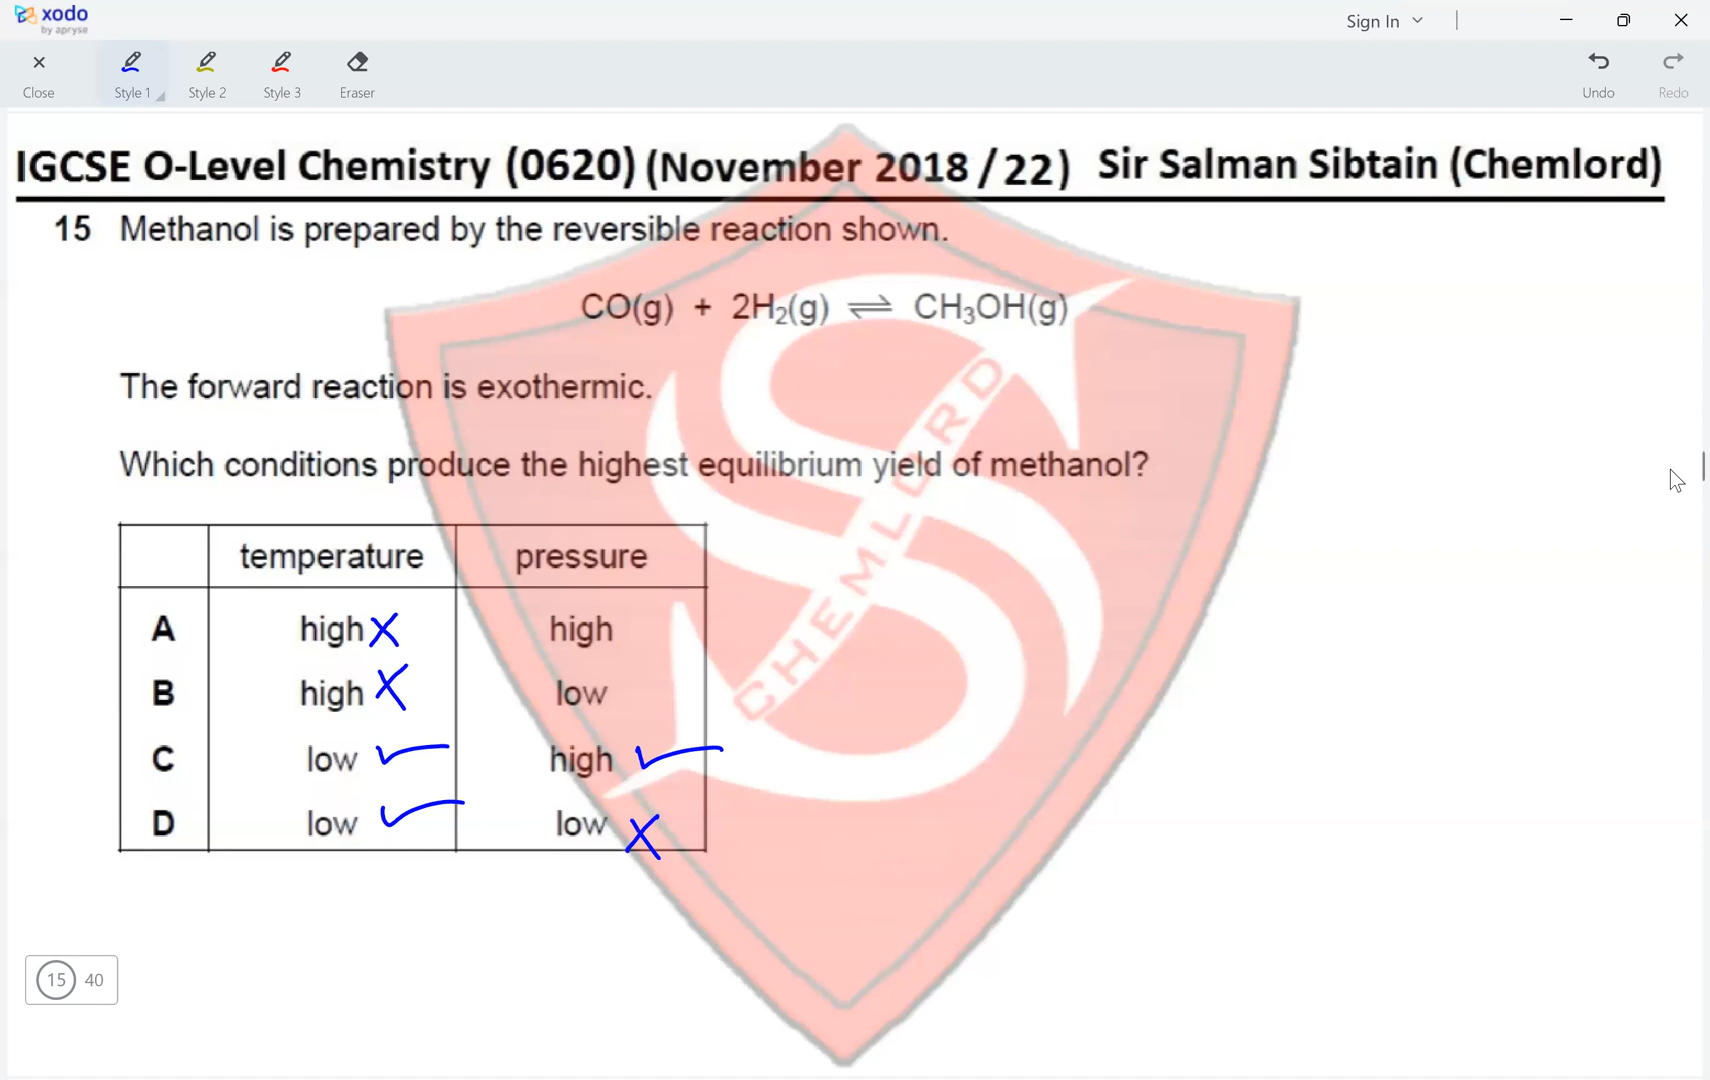 xodo
by apryse
Sign In
Close
Style 1
Style 2
Style 3
Eraser
Undo
Redo
IGCSE O-Level Chemistry (0620) (November 2018 / 22) Sir Salman Sibtain (Chemlord)
15 Methanol is prepared by the reversible reaction shown.
CO(g) + 2H₂(g) ⇌ CH₃OH(g)
The forward reaction is exothermic.
Which conditions produce the highest equilibrium yield of methanol?
temperature pressure
A high X high
B high X low
C low ✓ high ✓
D low ✓ low X
CHEMLORD
15 40